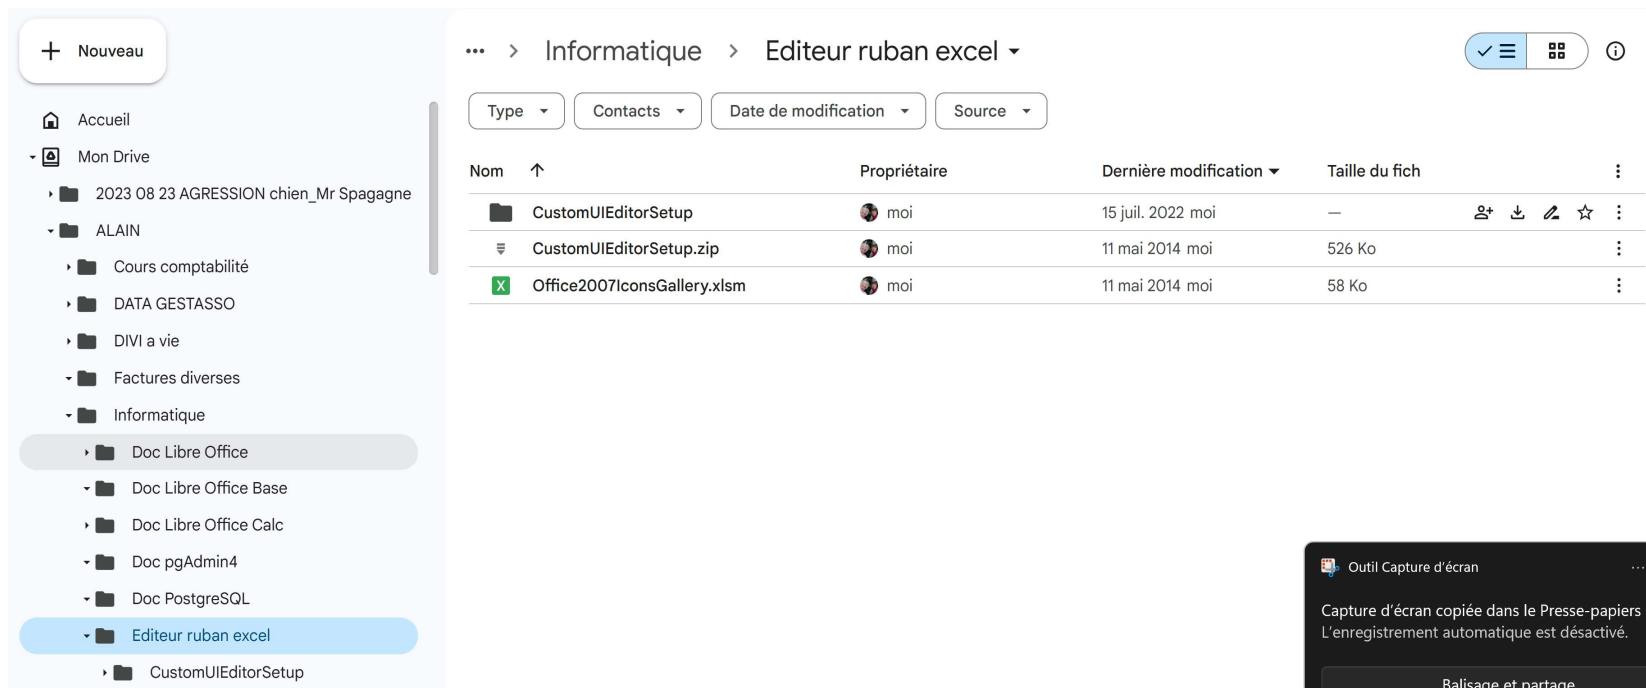 Nouveau
Accueil
Mon Drive
2023 08 23 AGRESSION chien_Mr Spagagne
ALAIN
Cours comptabilité
DATA GESTASSO
DIVI a vie
Factures diverses
Informatique
Doc Libre Office
Doc Libre Office Base
Doc Libre Office Calc
Doc pgAdmin4
Doc PostgreSQL
Editeur ruban excel
CustomUIEditorSetup
... > Informatique > Editeur ruban excel
Type Contacts Date de modification Source
Nom Propriétaire Dernière modification Taille du fich
CustomUIEditorSetup moi 15 juil. 2022 moi —
CustomUIEditorSetup.zip moi 11 mai 2014 moi 526 Ko
X Office2007IconsGallery.xlsm moi 11 mai 2014 moi 58 Ko
Outil Capture d'écran ...
Capture d'écran copiée dans le Presse-papiers
L'enregistrement automatique est désactivé.
Balisage et partage